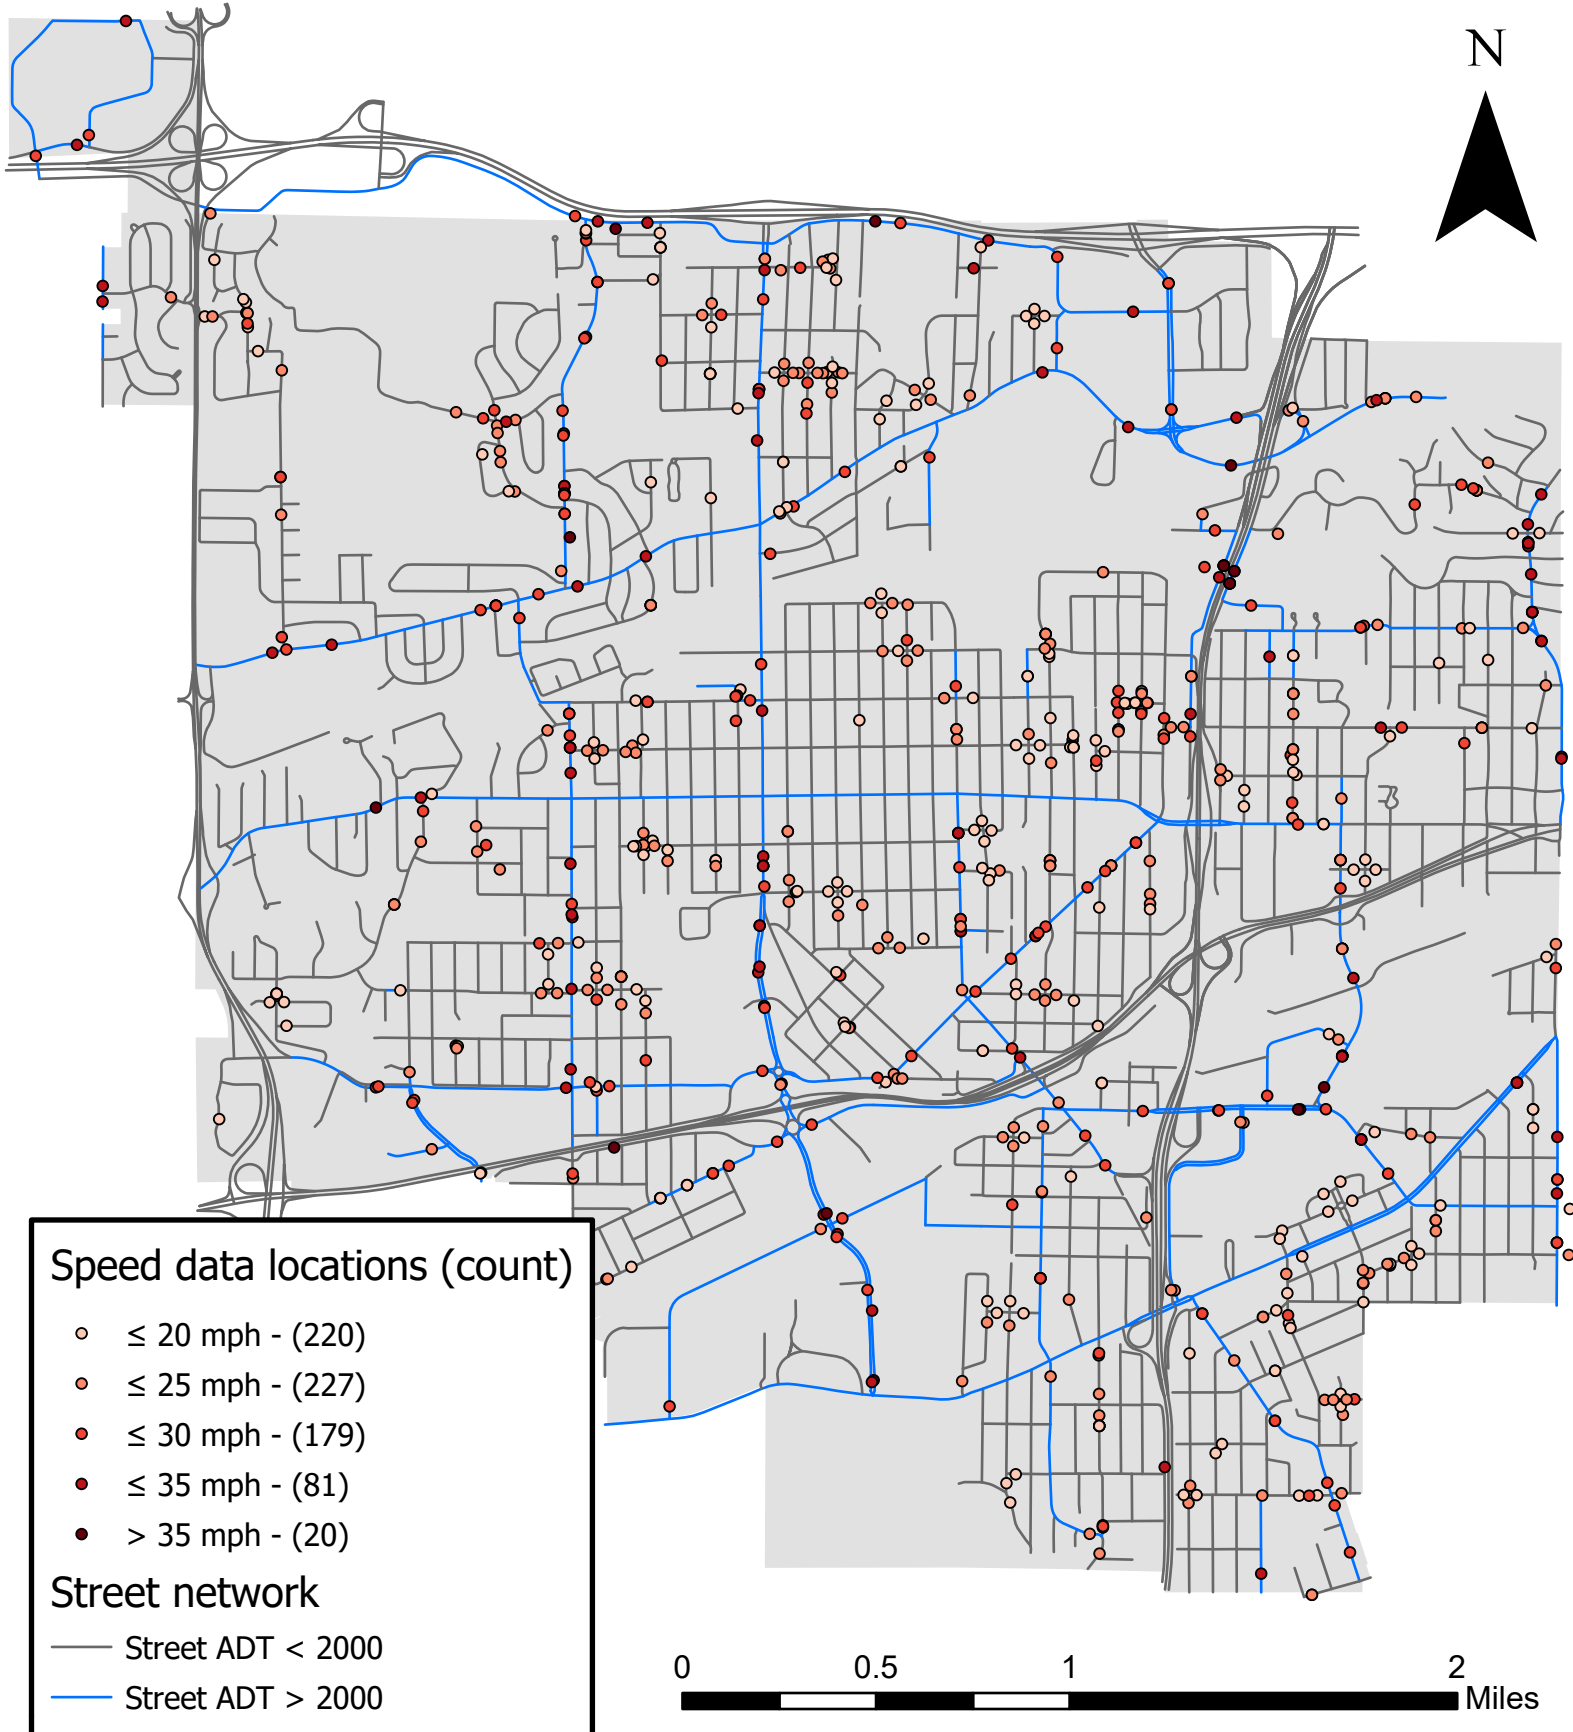 N
Speed data locations (count)
≤ 20 mph - (220)
≤ 25 mph - (227)
≤ 30 mph - (179)
≤ 35 mph - (81)
> 35 mph - (20)
Street network
Street ADT < 2000
Street ADT > 2000
0 0.5 1 2
Miles